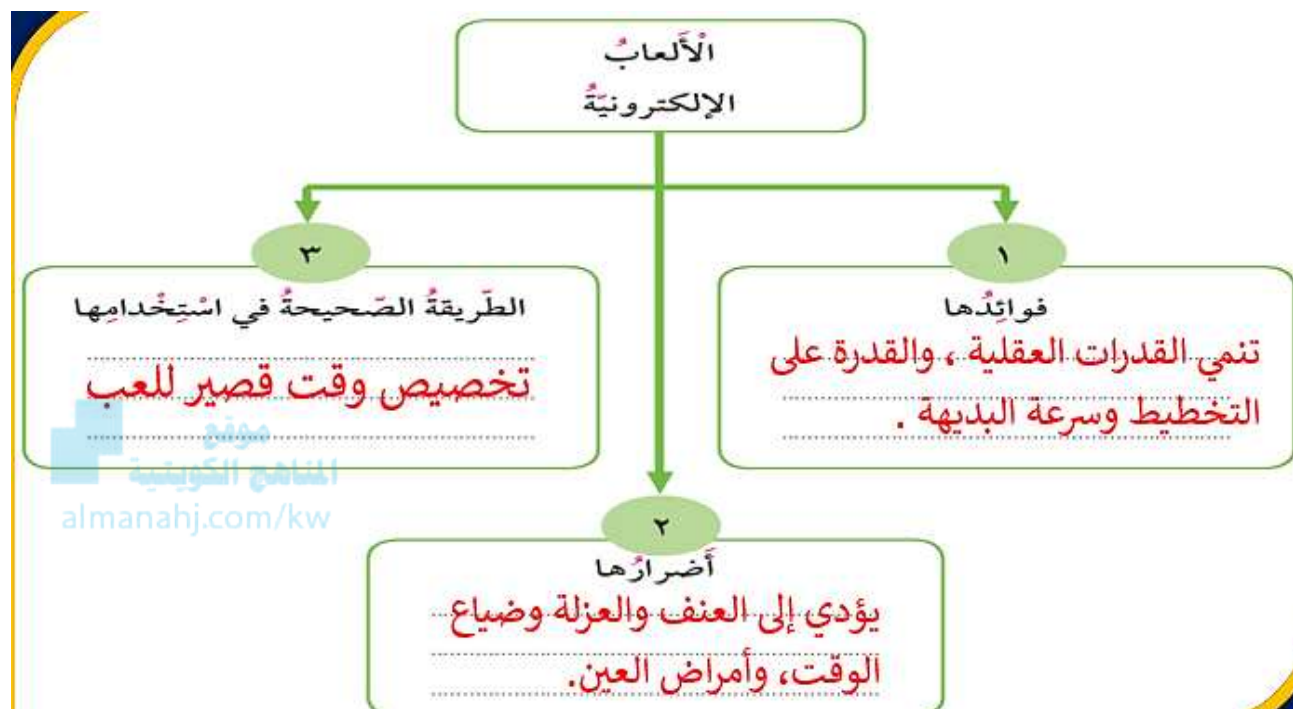 الْأَلعابُ
الإلكترونيّةُ
١
فوائِدُها
تنمي القدرات العقلية ، والقدرة على
التخطيط وسرعة البديهة .
٢
أَضرارُها
يؤدي إلى العنف والعزلة وضياع
الوقت، وأمراض العين.
٣
الطّريقةُ الصّحيحةُ في اسْتِخْدامِها
تخصيص وقت قصير للعب
موقع
المناهج الكويتية
almanahj.com/kw